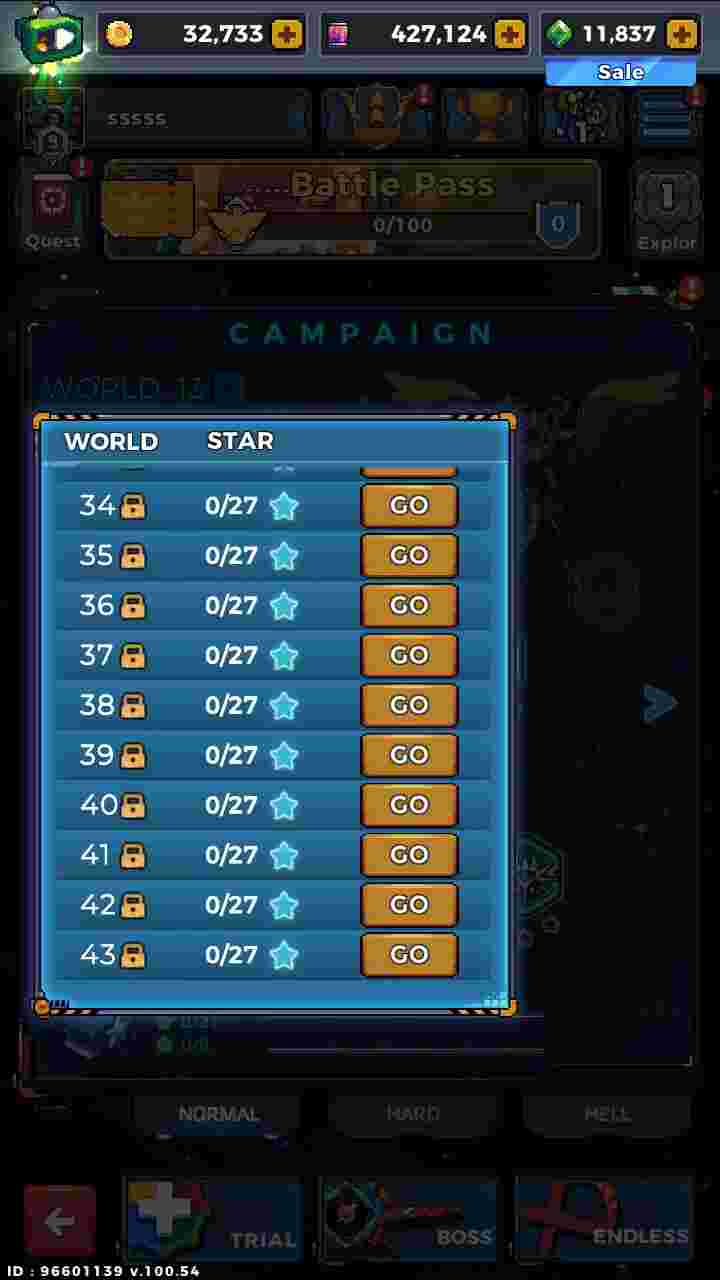 32,733
427,124
11,837
Sale
sssss
9
1
Battle Pass
0/100
0
Quest
1
Explor
CAMPAIGN
WORLD 13
WORLD STAR
34 0/27 GO
35 0/27 GO
36 0/27 GO
37 0/27 GO
38 0/27 GO
39 0/27 GO
40 0/27 GO
41 0/27 GO
42 0/27 GO
43 0/27 GO
NORMAL HARD HELL
TRIAL BOSS ENDLESS
ID : 96601139 v.100.54